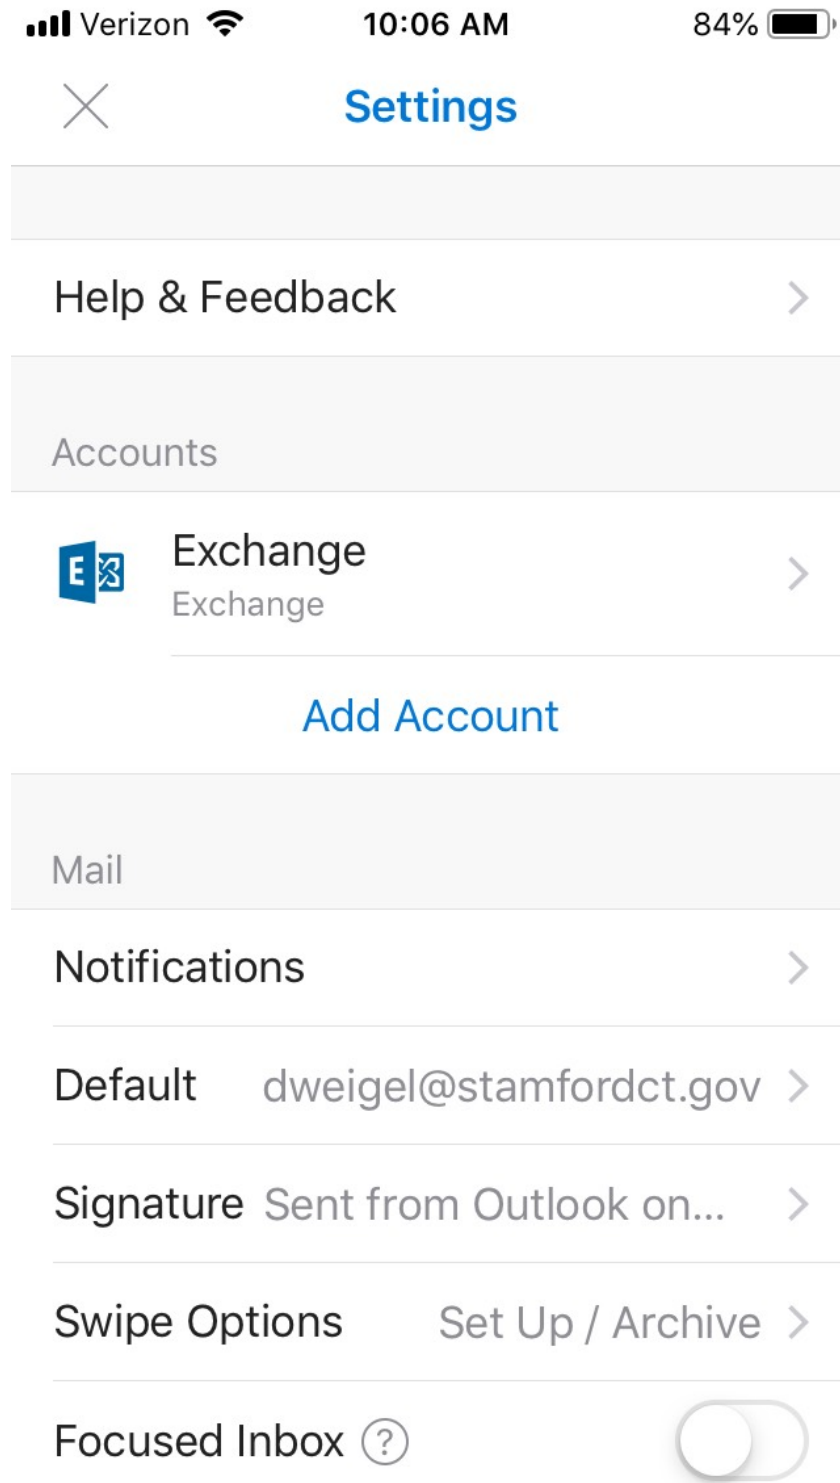 Verizon 10:06 AM 84%
Settings
Help & Feedback
Accounts
E
Exchange
Exchange
Add Account
Mail
Notifications
Default dweigel@stamfordct.gov
Signature Sent from Outlook on...
Swipe Options Set Up / Archive
Focused Inbox ?